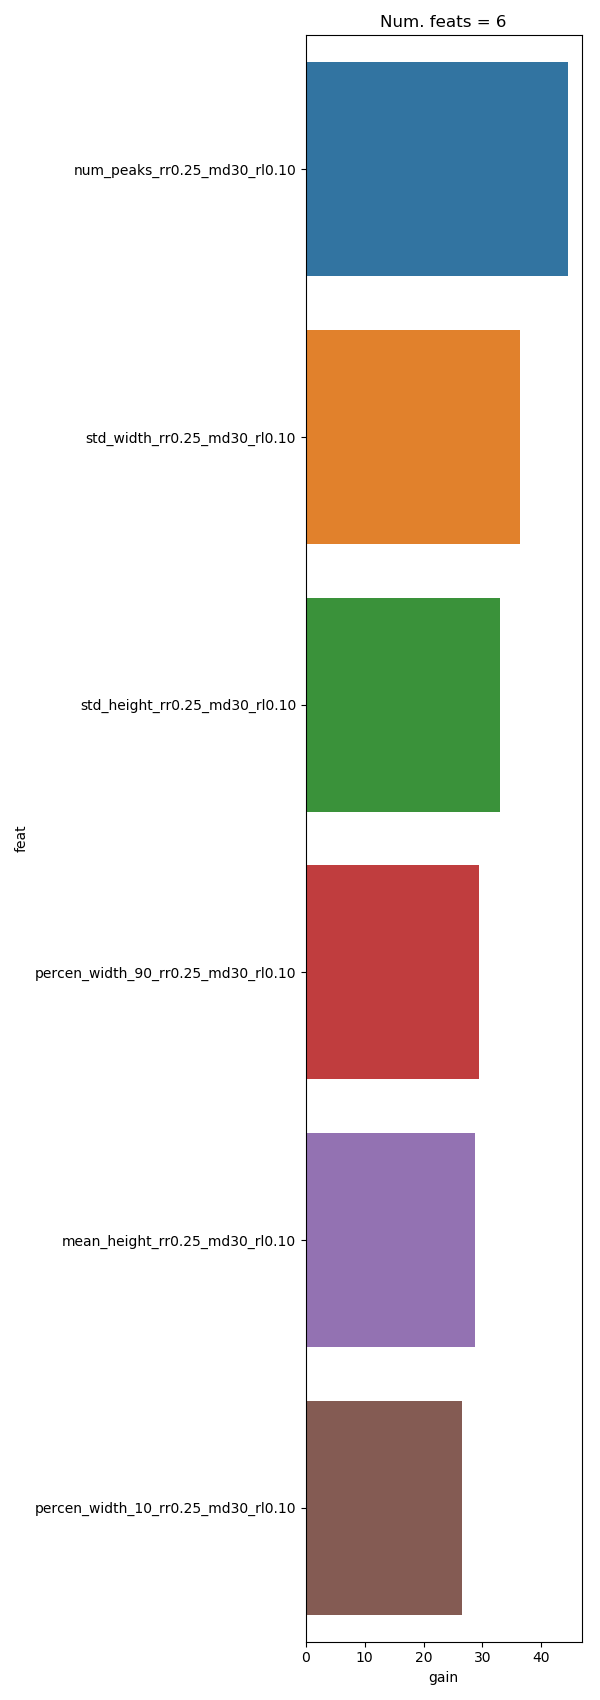 Num. feats = 6
num_peaks_rr0.25_md30_rl0.10
std_width_rr0.25_md30_rl0.10
std_height_rr0.25_md30_rl0.10
feat
percen_width_90_rr0.25_md30_rl0.10
mean_height_rr0.25_md30_rl0.10
percen_width_10_rr0.25_md30_rl0.10
0 10 20 30 40
gain